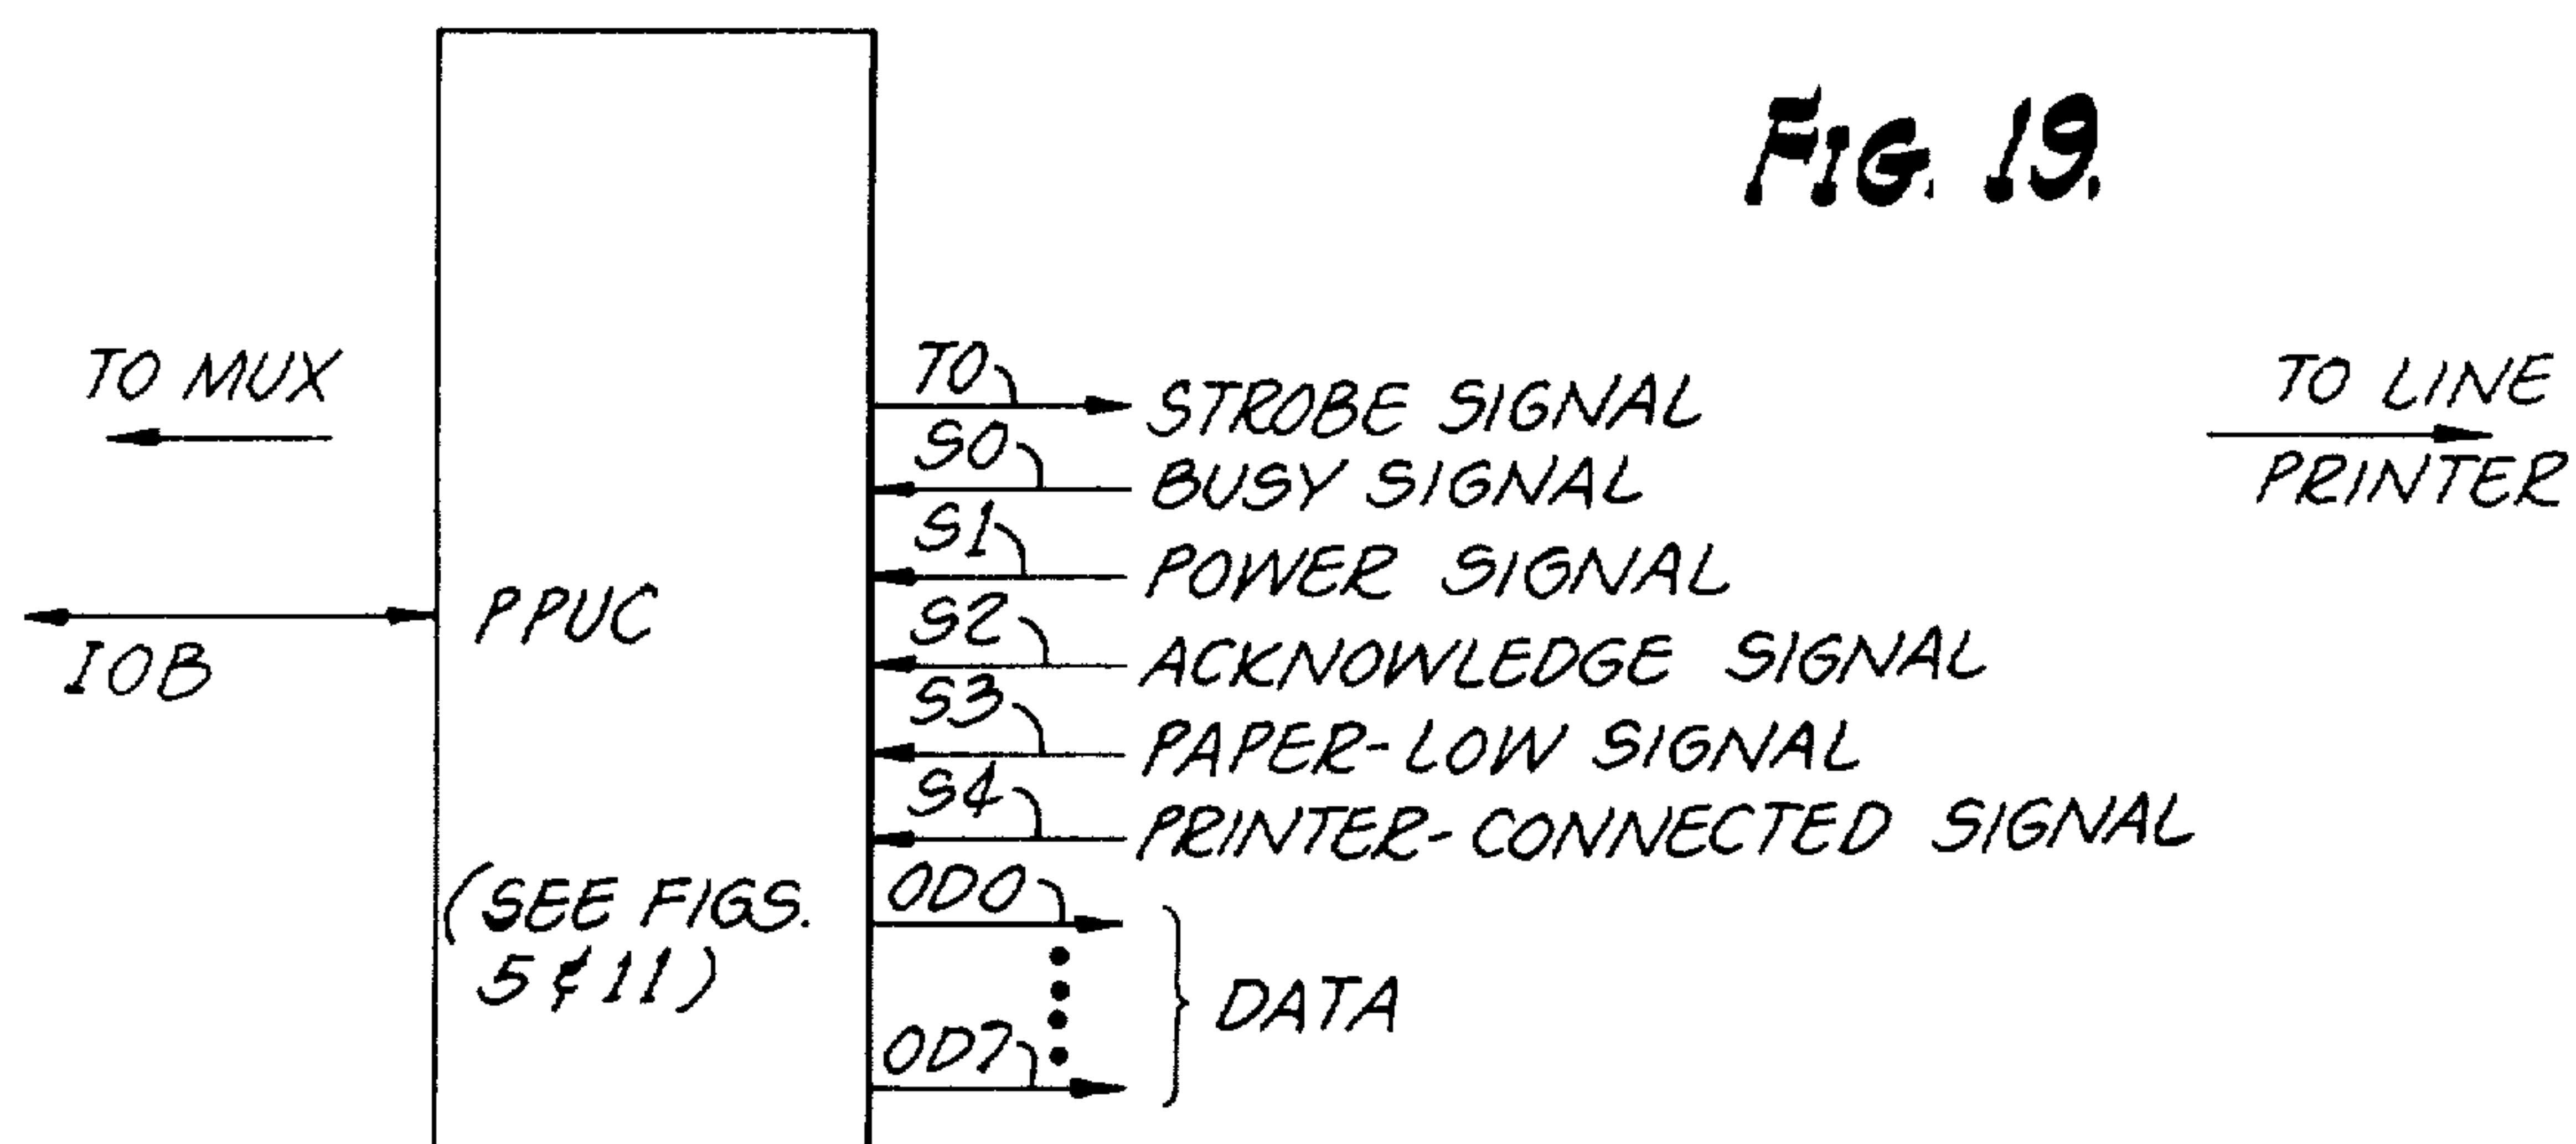 FIG. 19.
TO MUX
IOB
PPUC
(SEE FIGS.
5 & 11)
T0 STROBE SIGNAL
S0 BUSY SIGNAL
S1 POWER SIGNAL
S2 ACKNOWLEDGE SIGNAL
S3 PAPER-LOW SIGNAL
S4 PRINTER-CONNECTED SIGNAL
OD0
OD7
DATA
TO LINE
PRINTER